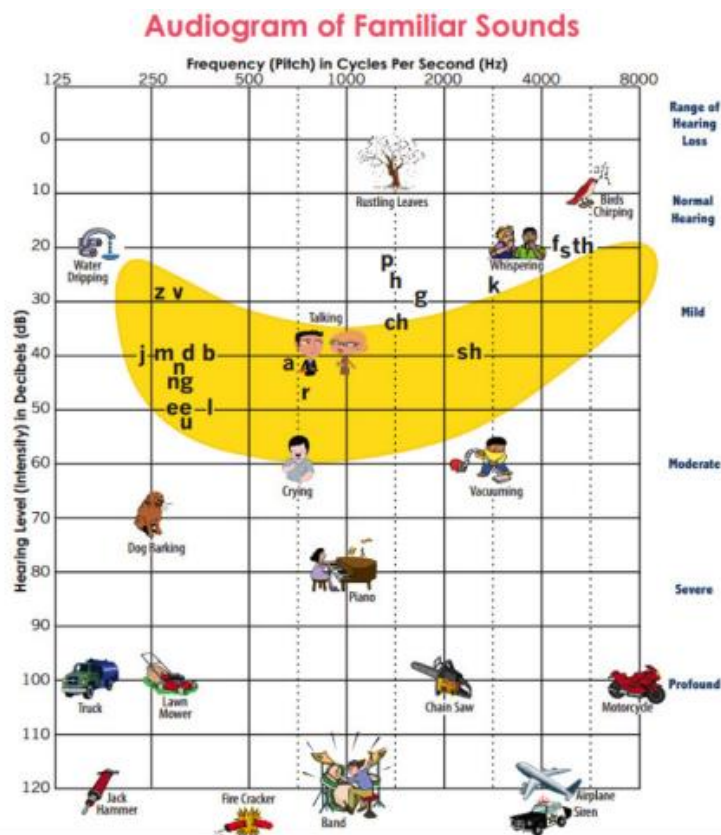 Audiogram of Familiar Sounds
Frequency (Pitch) in Cycles Per Second (Hz)
125 250 500 1000 2000 4000 8000
Range of
Hearing
Loss
0
10
Rustling Leaves
Birds
Chirping
Normal
Hearing
20
Water
Dripping
p
Whispering
f s th
h
k
z v
g
30
Mild
Talking
ch
40
j m d b
n
a
sh
ng
r
50
ee l
u
60
Crying
Vacuuming
Moderate
70
Dog Barking
80
Piano
Severe
90
100
Truck
Lawn
Mower
Chain Saw
Motorcycle
Profound
110
120
Jack
Hammer
Fire Cracker
Band
Airplane
Siren
Hearing Level (Intensity) in Decibels (dB)